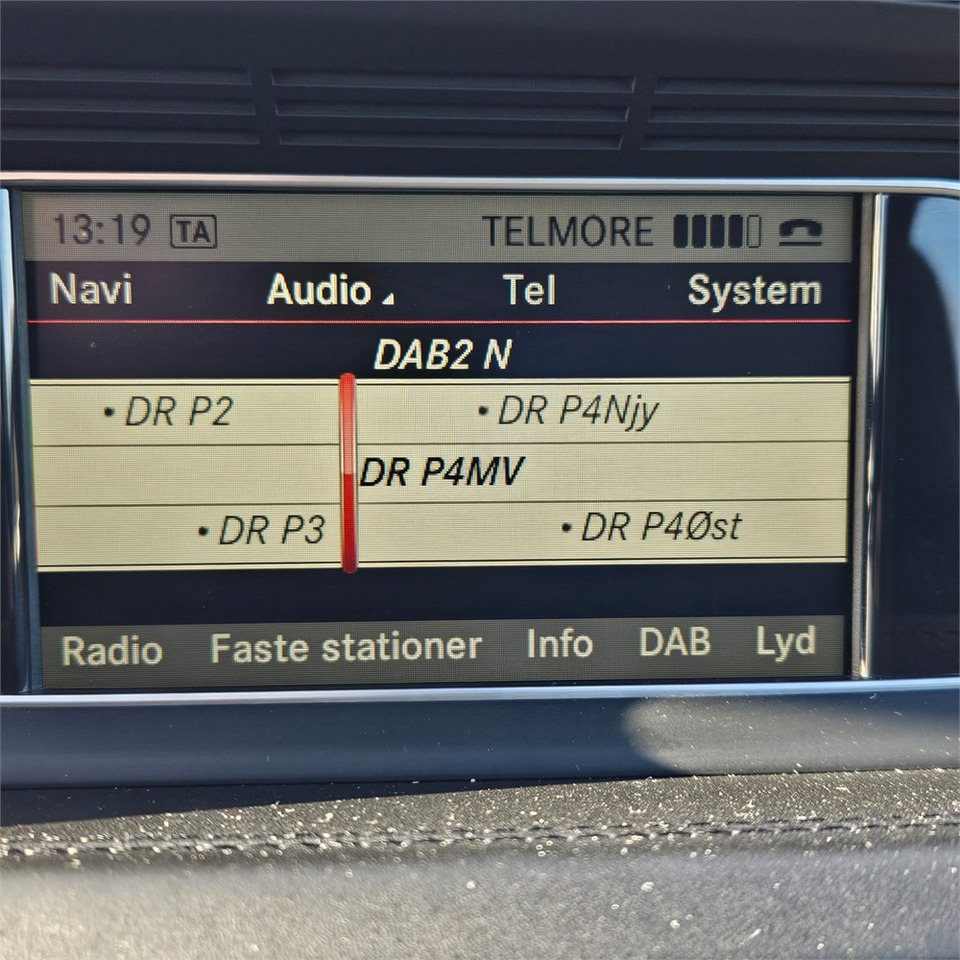 13:19 TA TELMORE
Navi Audio Tel System
DAB2 N
• DR P2 • DR P4Njy
DR P4MV
• DR P3 • DR P4Øst
Radio Faste stationer Info DAB Lyd